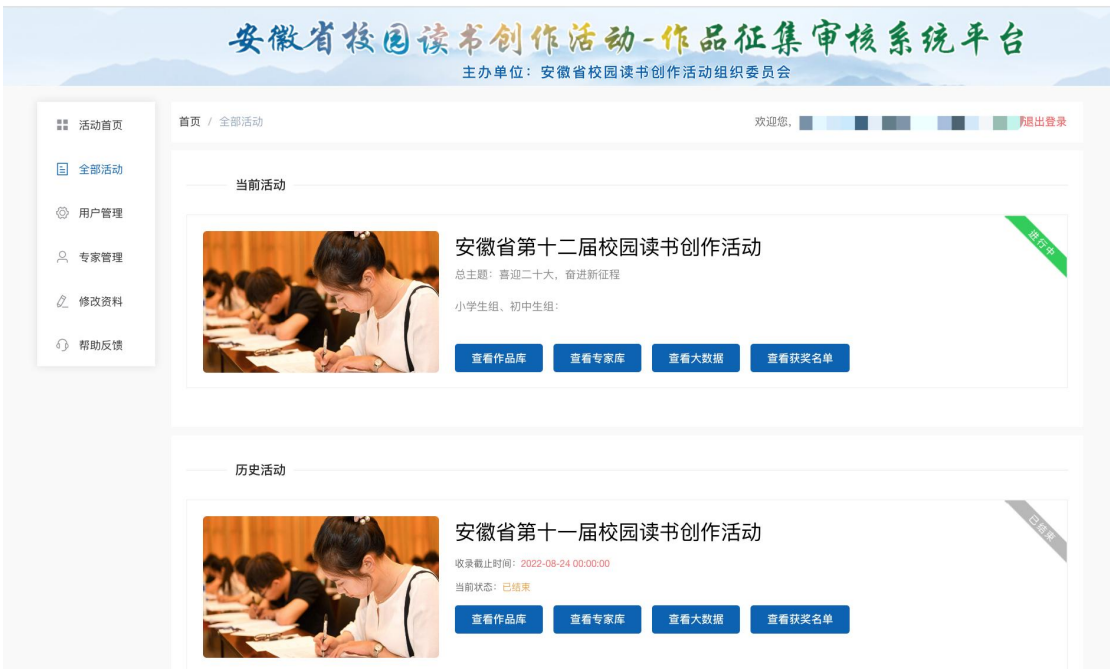 安徽省校园读书创作活动-作品征集审核系统平台
主办单位：安徽省校园读书创作活动组织委员会
活动首页
全部活动
用户管理
专家管理
修改资料
帮助反馈
首页 / 全部活动
欢迎您,
退出登录
当前活动
进行中
安徽省第十二届校园读书创作活动
总主题：喜迎二十大，奋进新征程
小学生组、初中生组：
查看作品库 查看专家库 查看大数据 查看获奖名单
历史活动
已结束
安徽省第十一届校园读书创作活动
收录截止时间：2022-08-24 00:00:00
当前状态：已结束
查看作品库 查看专家库 查看大数据 查看获奖名单